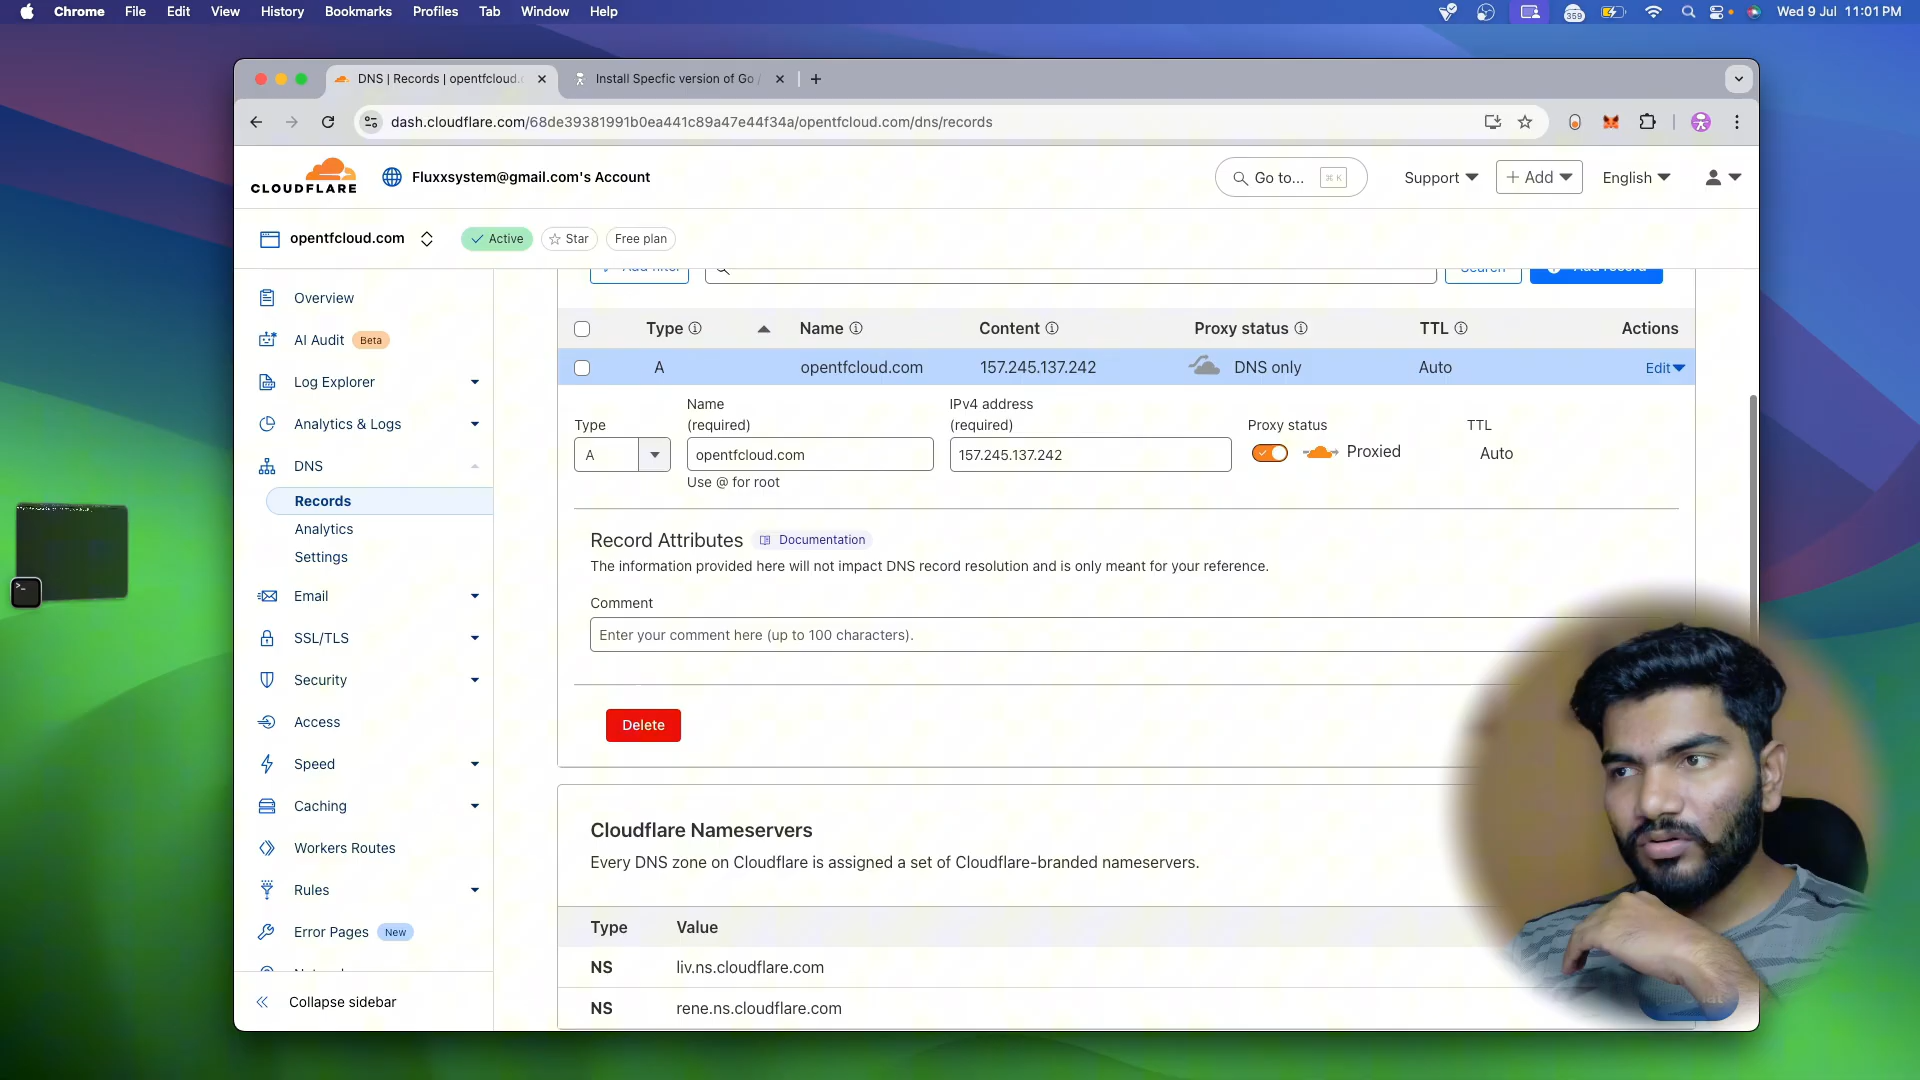 Chrome File Edit View History Bookmarks Profiles Tab Window Help
359
Wed 9 Jul 11:01 PM
DNS | Records | opentfcloud.
Install Specfic version of Go /
dash.cloudflare.com/68de39381991b0ea441c89a47e44f34a/opentfcloud.com/dns/records
CLOUDFLARE
Fluxxsystem@gmail.com's Account
Go to...
⌘ K
Support
+ Add
English
opentfcloud.com
Active
Star
Free plan
Add filter
Search
Add record
Overview
AI Audit Beta
Log Explorer
Analytics & Logs
DNS
Records
Analytics
Settings
Email
SSL/TLS
Security
Access
Speed
Caching
Workers Routes
Rules
Error Pages New
Collapse sidebar
Type Name Content Proxy status TTL Actions
A opentfcloud.com 157.245.137.242 DNS only Auto Edit
Type
A
Name
(required)
opentfcloud.com
Use @ for root
IPv4 address
(required)
157.245.137.242
Proxy status
Proxied
TTL
Auto
Record Attributes Documentation
The information provided here will not impact DNS record resolution and is only meant for your reference.
Comment
Enter your comment here (up to 100 characters).
Delete
Cloudflare Nameservers
Every DNS zone on Cloudflare is assigned a set of Cloudflare-branded nameservers.
Type Value
NS liv.ns.cloudflare.com
NS rene.ns.cloudflare.com